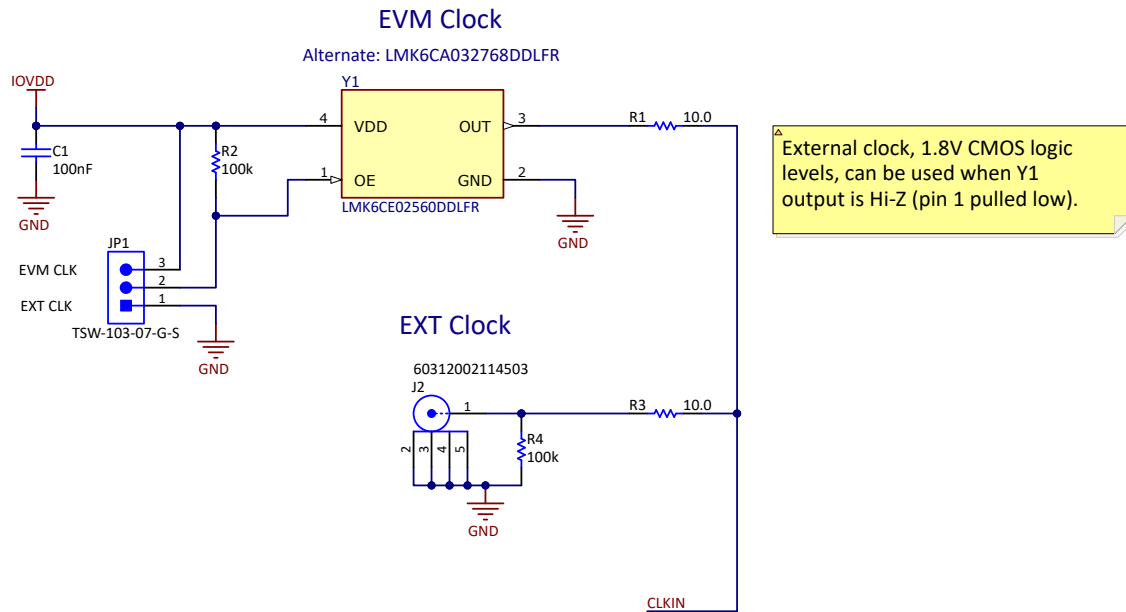 EVM Clock
Alternate: LMK6CA032768DDLFR
IOVDD
Y1
4
VDD
OUT
3
R1
10.0
C1
100nF
R2
100k
1
OE
GND
2
LMK6CE02560DDLFR
GND
GND
External clock, 1.8V CMOS logic
levels, can be used when Y1
output is Hi-Z (pin 1 pulled low).
JP1
EVM CLK
3
2
EXT CLK
1
TSW-103-07-G-S
GND
EXT Clock
60312002114503
J2
1
R3
10.0
2
3
4
5
R4
100k
GND
CLKIN